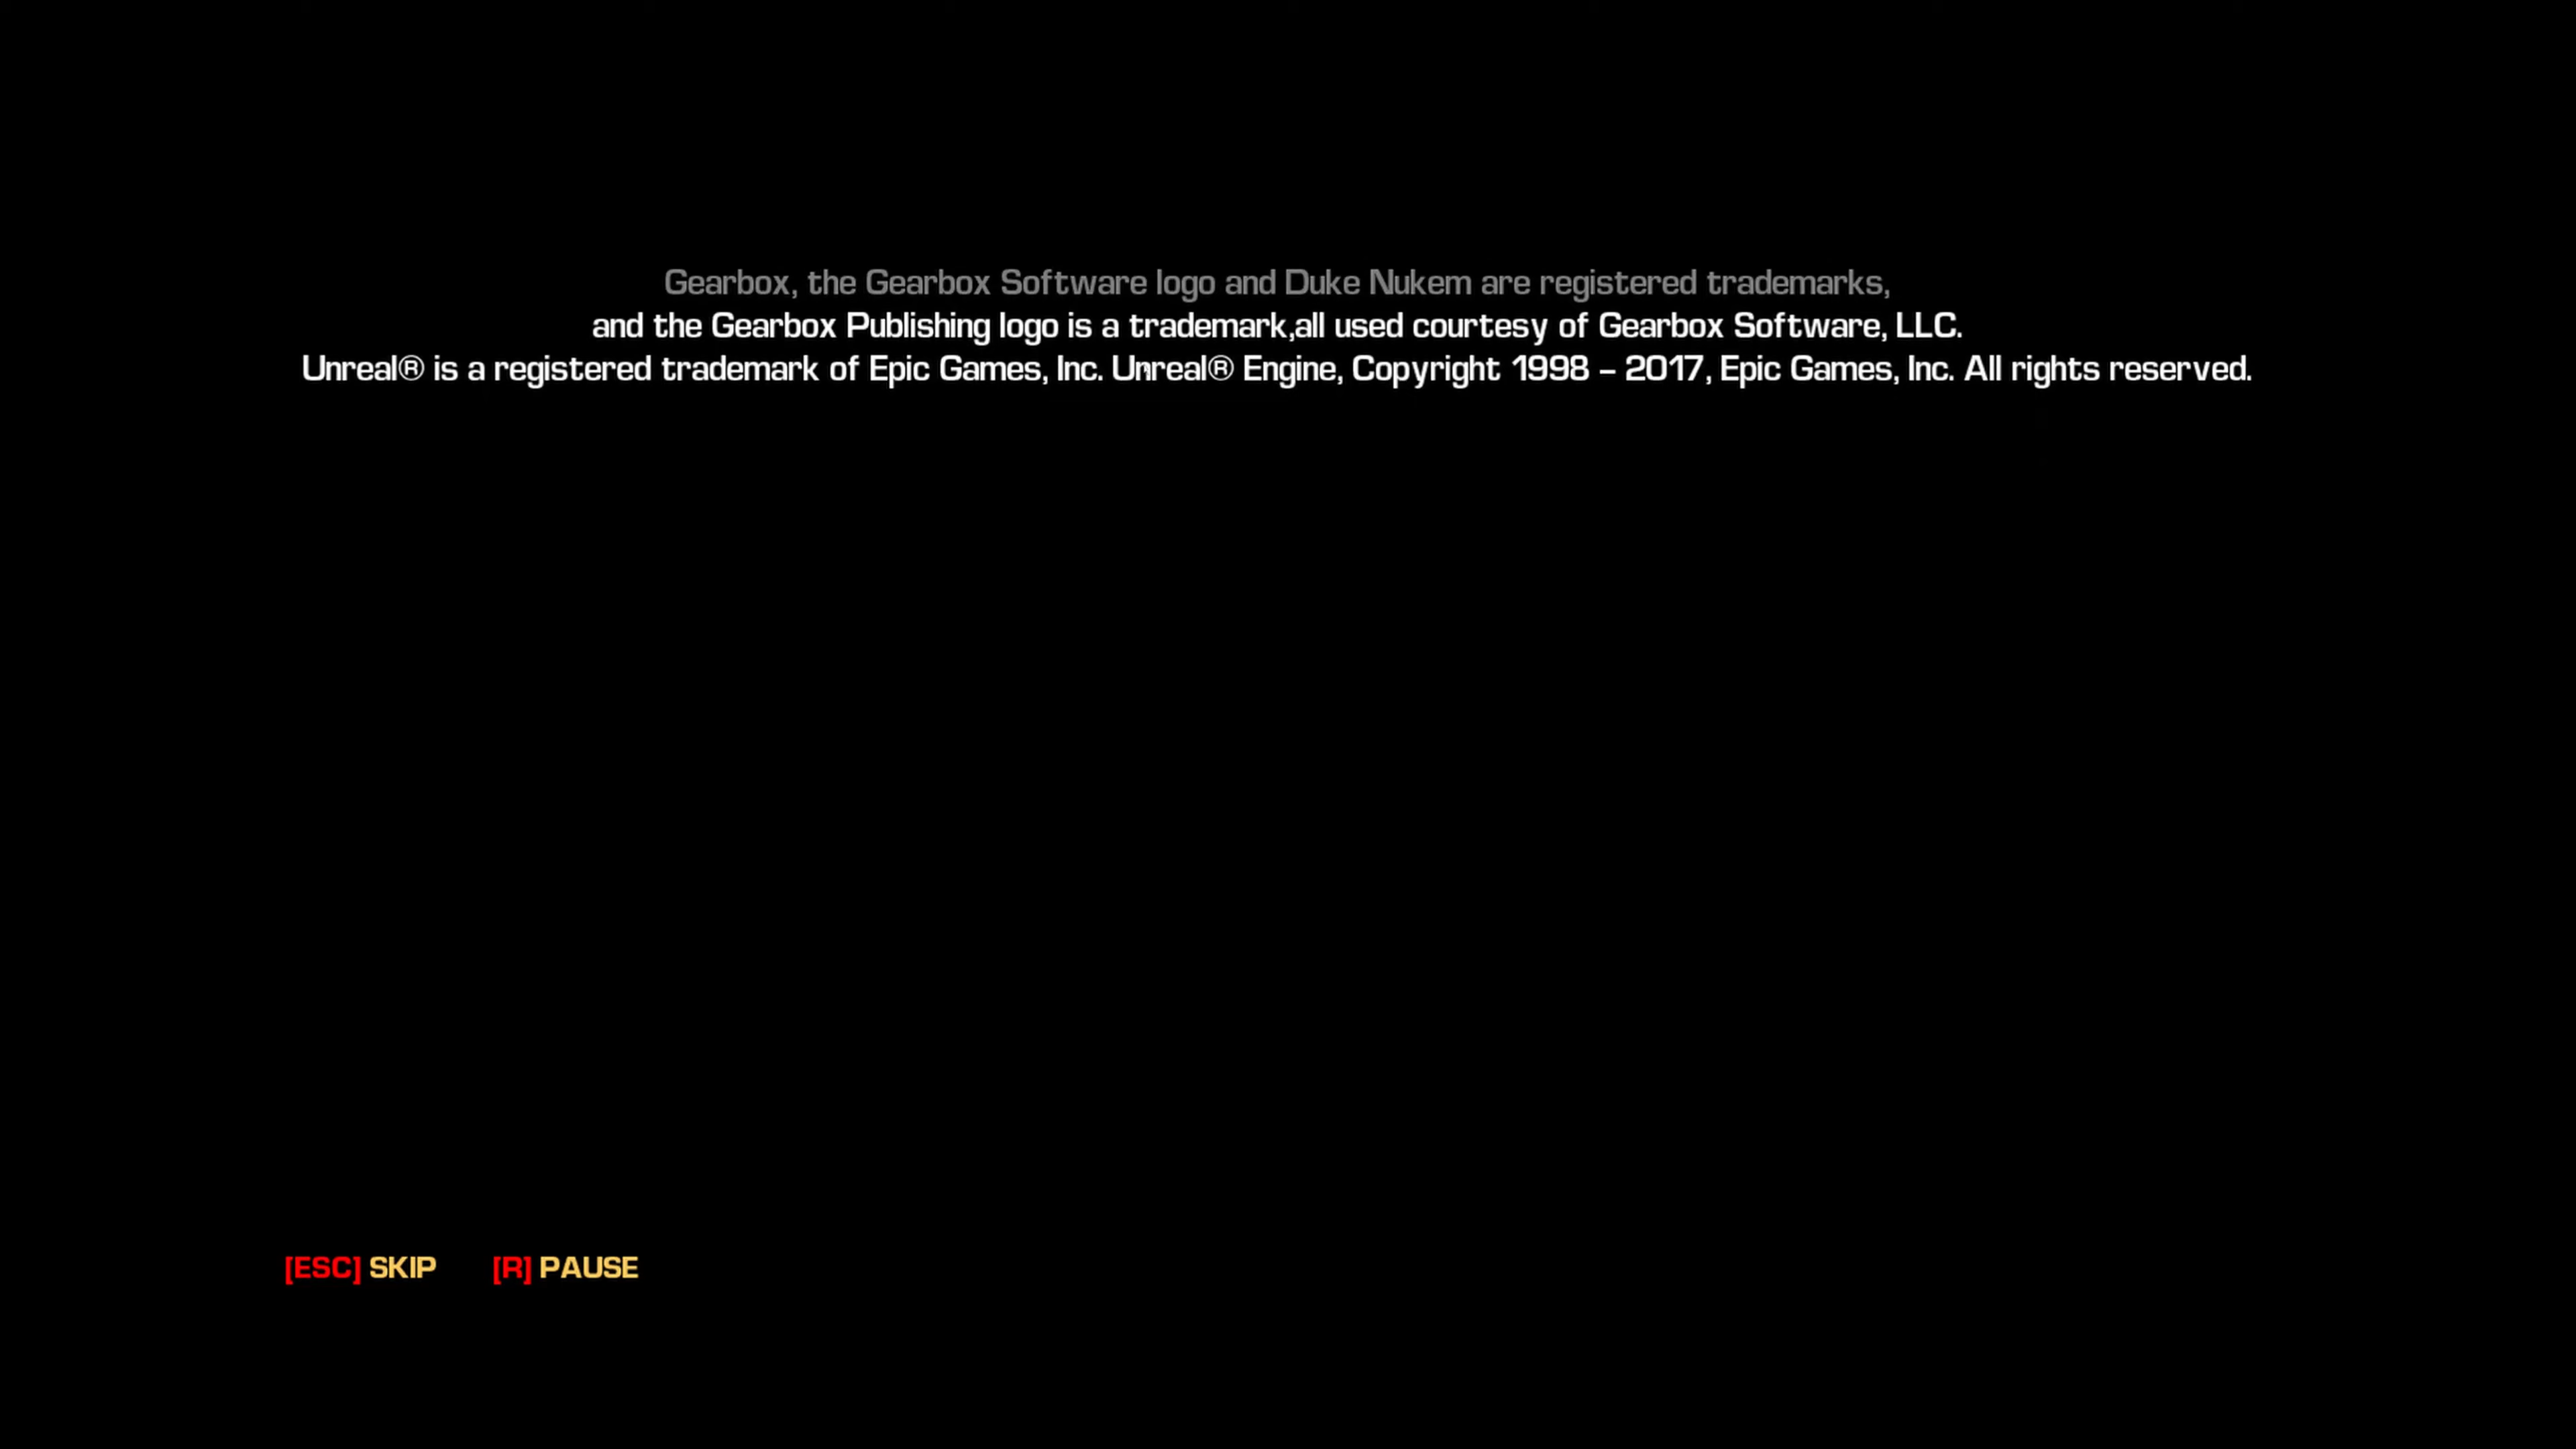 Gearbox, the Gearbox Software logo and Duke Nukem are registered trademarks,
and the Gearbox Publishing logo is a trademark,all used courtesy of Gearbox Software, LLC.
Unreal® is a registered trademark of Epic Games, Inc. Unreal® Engine, Copyright 1998 – 2017, Epic Games, Inc. All rights reserved.
[ESC] SKIP [R] PAUSE